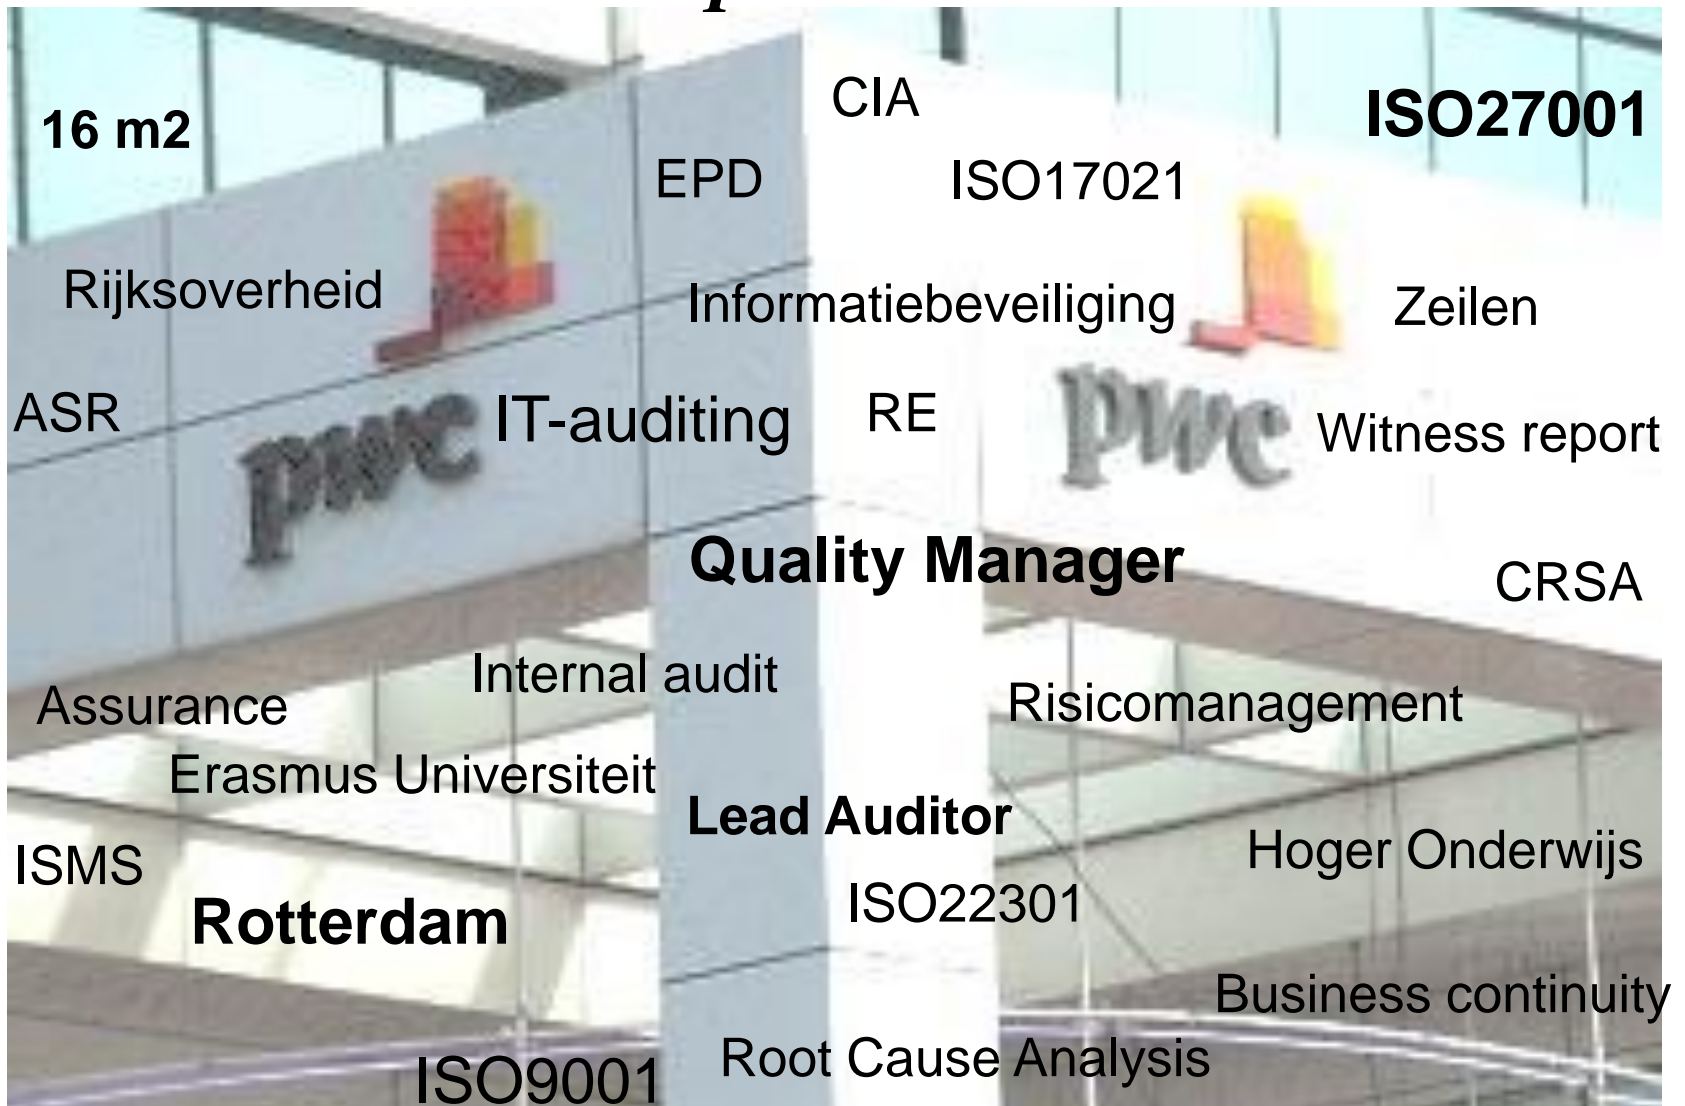 CIA
ISO27001
16 m2
EPD
ISO17021
Rijksoverheid
Informatiebeveiliging
Zeilen
ASR
IT-auditing
RE
Witness report
pwc
pwc
Quality Manager
CRSA
Internal audit
Assurance
Risicomanagement
Erasmus Universiteit
Lead Auditor
Hoger Onderwijs
ISMS
ISO22301
Rotterdam
Business continuity
Root Cause Analysis
ISO9001